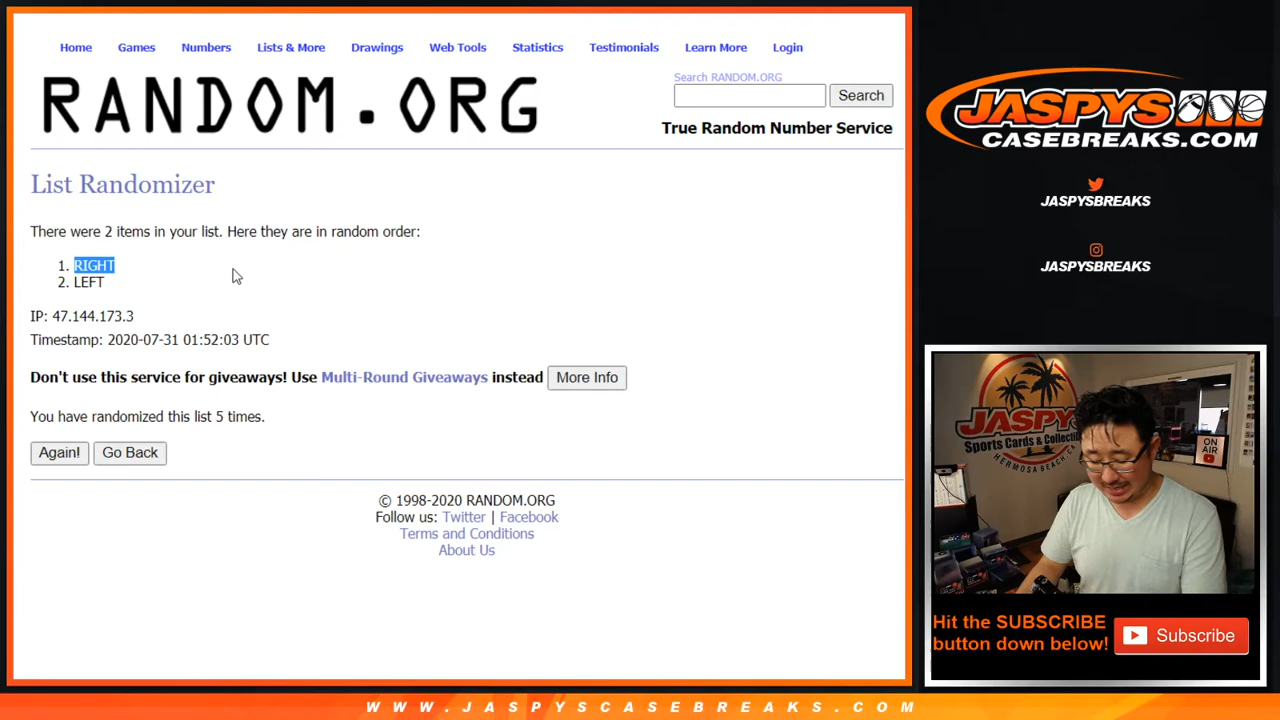 Home Games Numbers Lists & More Drawings Web Tools Statistics Testimonials Learn More Login
RANDOM.ORG
Search RANDOM.ORG
Search
True Random Number Service
List Randomizer
There were 2 items in your list. Here they are in random order:
1. RIGHT
2. LEFT
IP: 47.144.173.3
Timestamp: 2020-07-31 01:52:03 UTC
Don't use this service for giveaways! Use Multi-Round Giveaways instead More Info
You have randomized this list 5 times.
Again! Go Back
© 1998-2020 RANDOM.ORG
Follow us: Twitter | Facebook
Terms and Conditions
About Us
JASPYS
CASEBREAKS.COM
JASPYSBREAKS
JASPYSBREAKS
JASPYS
Sports Cards & Collectib
HERMOSA BEACH, CA
ON
AIR
Hit the SUBSCRIBE
button down below!
Subscribe
WWW.JASPYSCASEBREAKS.COM